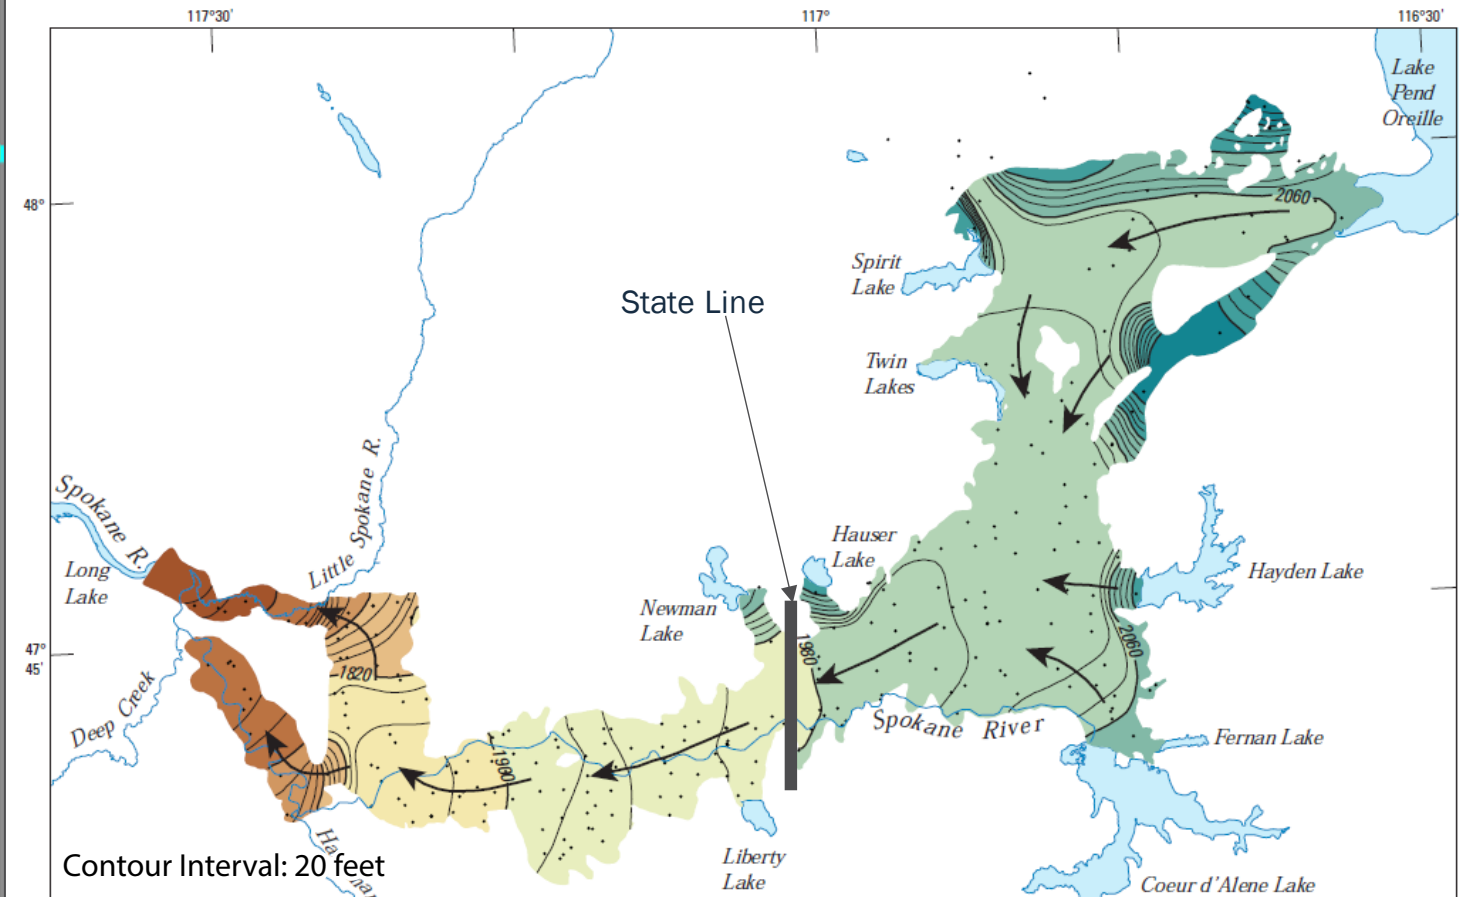 117°30'
117°
116°30'
Lake
Pend
Oreille
48°
2060
Spirit
Lake
State Line
Twin
Lakes
Spokane R.
Little Spokane R.
Long
Lake
Hauser
Lake
Hayden Lake
Newman
Lake
47°
45'
1980
2060
1820
Deep Creek
Spokane River
Fernan Lake
1900
Liberty
Lake
Contour Interval: 20 feet
Coeur d'Alene Lake